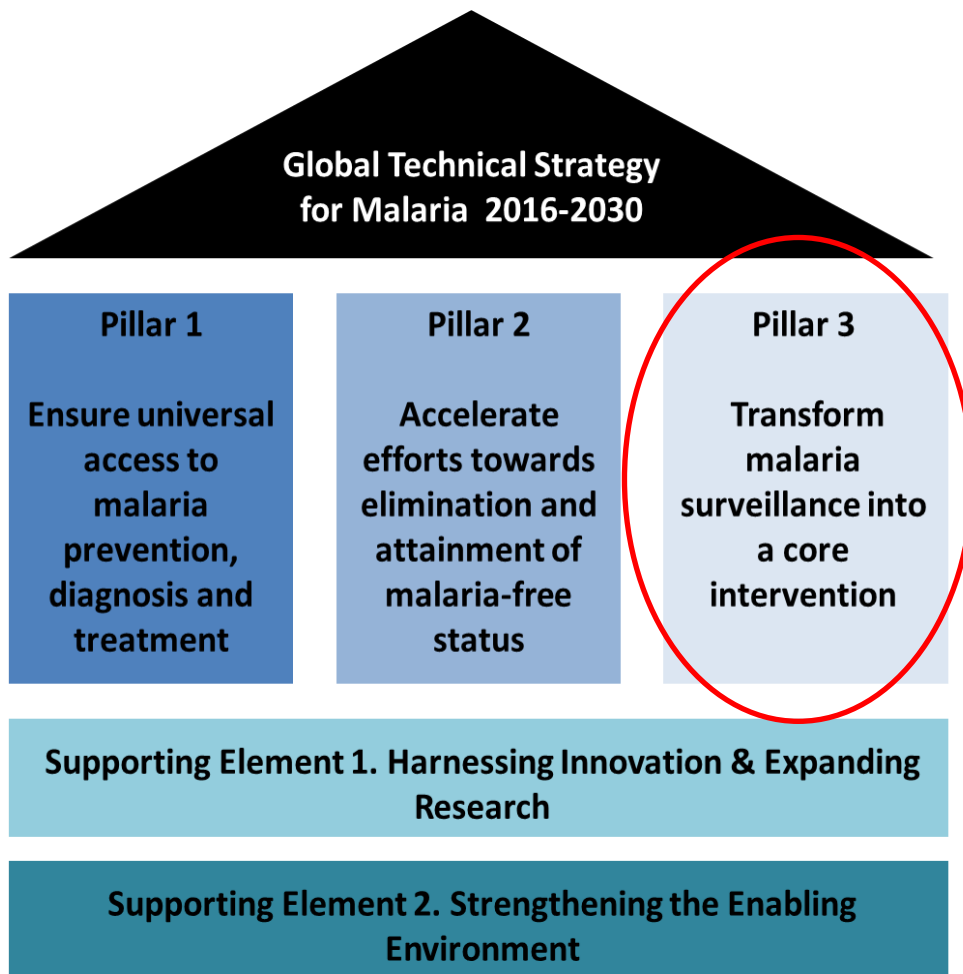 Global Technical Strategy
for Malaria 2016-2030
Pillar 1
Ensure universal
access to
malaria
prevention,
diagnosis and
treatment
Pillar 2
Accelerate
efforts towards
elimination and
attainment of
malaria-free
status
Pillar 3
Transform
malaria
surveillance into
a core
intervention
Supporting Element 1. Harnessing Innovation & Expanding
Research
Supporting Element 2. Strengthening the Enabling
Environment